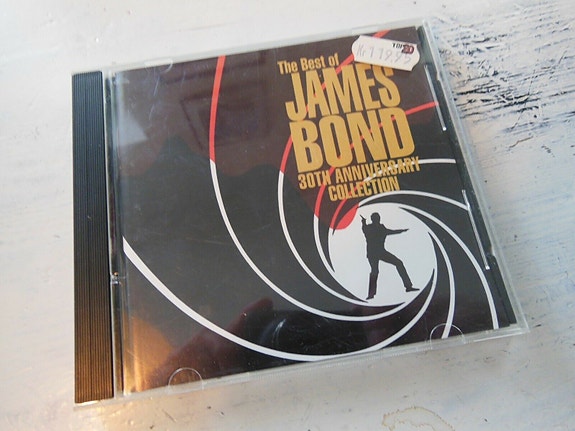 The Best of
JAMES
BOND
30TH ANNIVERSARY
COLLECTION